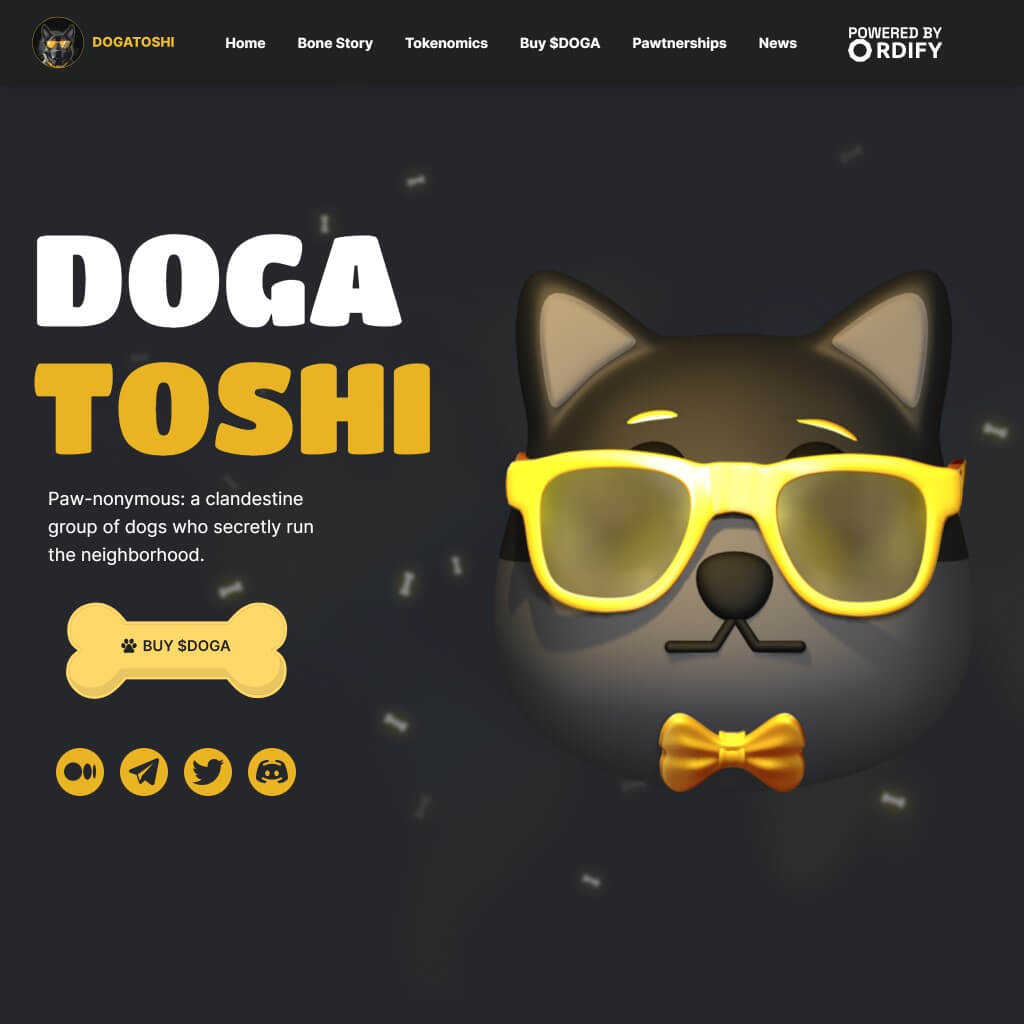 DOGATOSHI
Home
Bone Story
Tokenomics
Buy $DOGA
Pawtnerships
News
POWERED BY
ORDIFY
DOGA
TOSHI
Paw-nonymous: a clandestine
group of dogs who secretly run
the neighborhood.
BUY $DOGA